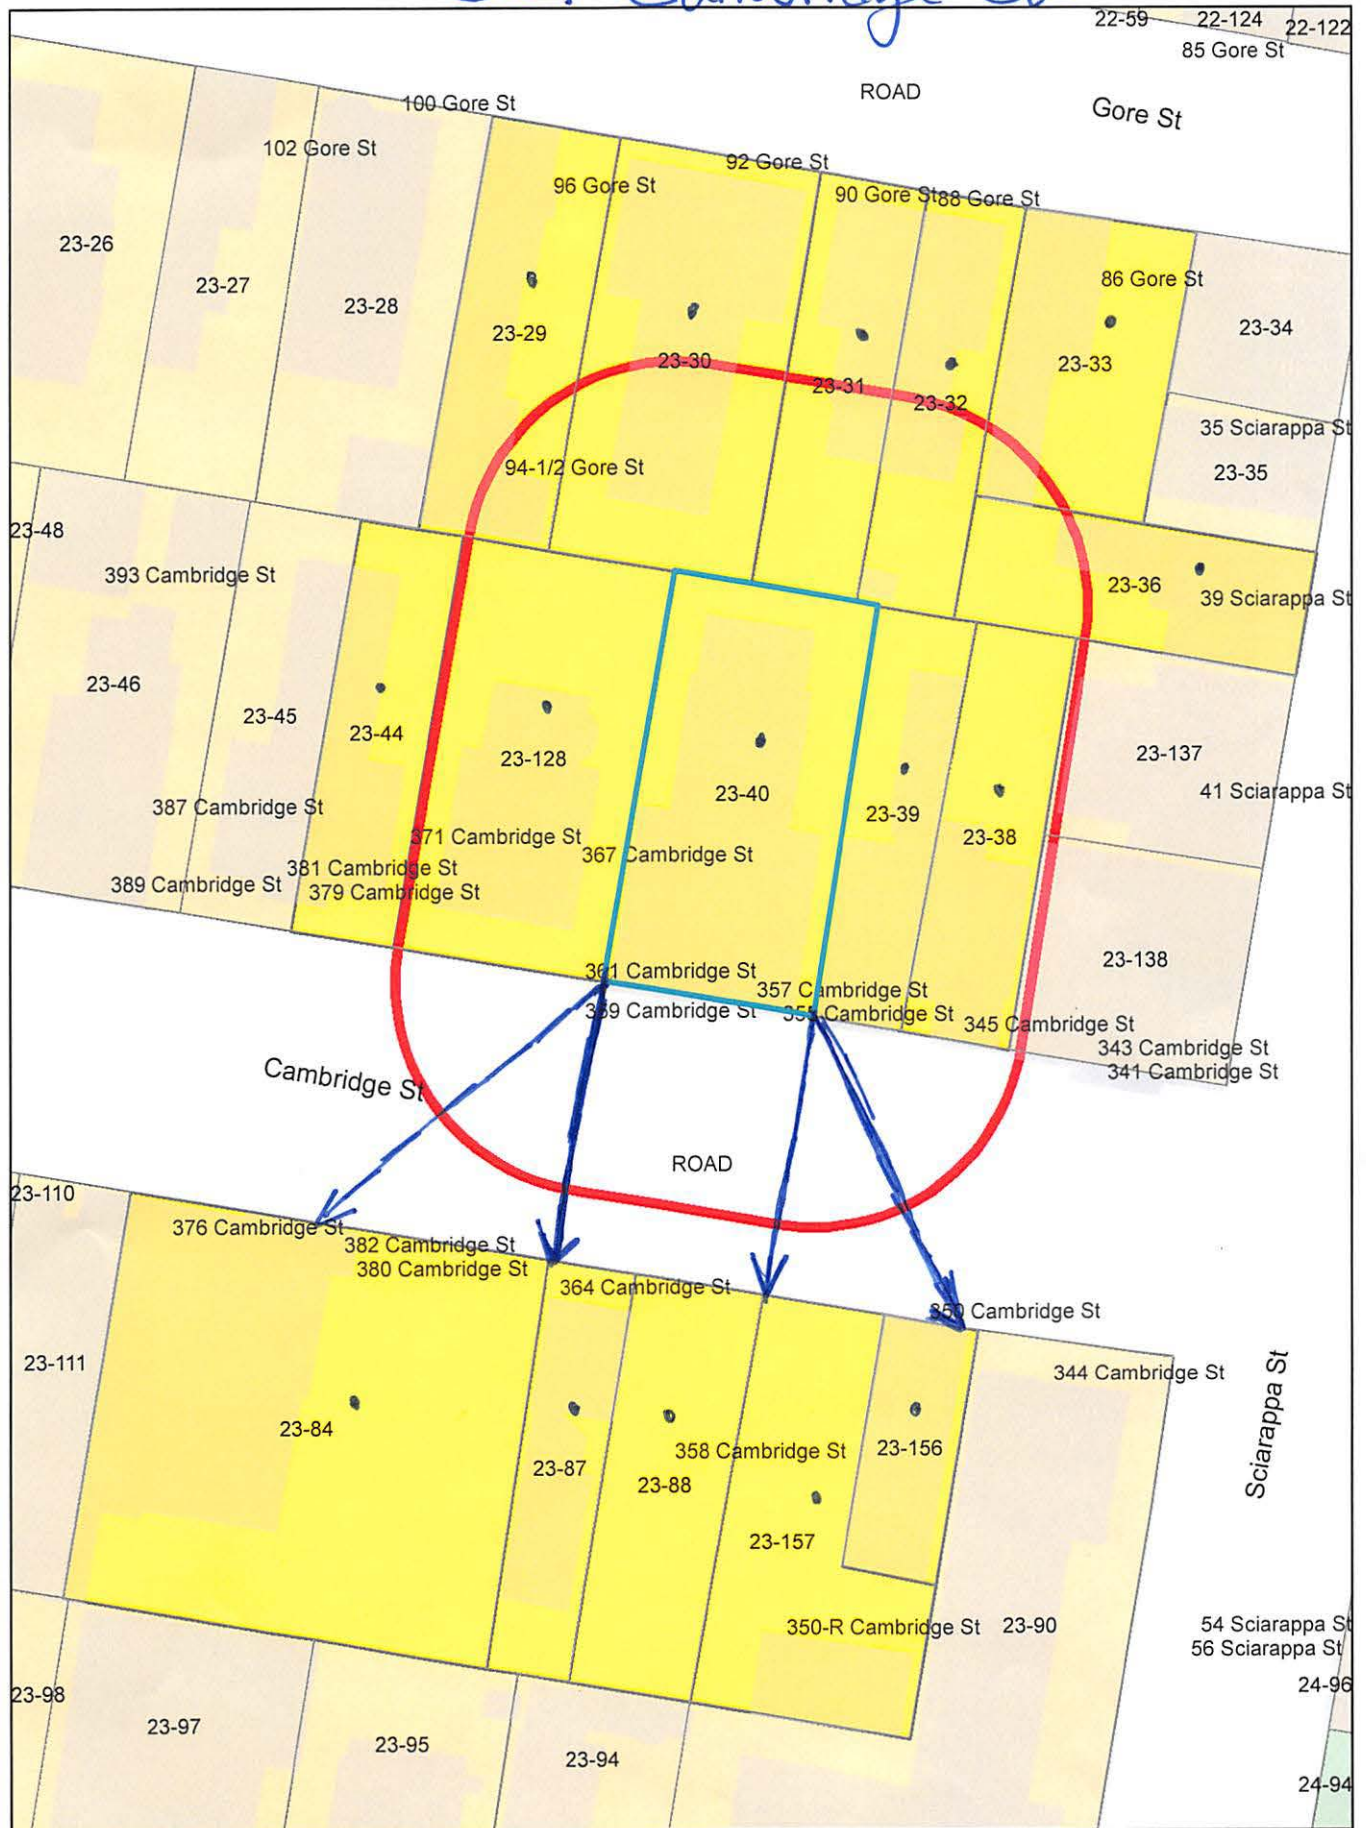 Cambridge St
22-59
22-124
22-122
85 Gore St
ROAD
Gore St
100 Gore St
102 Gore St
92 Gore St
96 Gore St
90 Gore St
88 Gore St
23-26
23-27
23-28
86 Gore St
23-29
23-34
23-30
23-33
23-31
23-32
35 Sciarappa St
94-1/2 Gore St
23-35
23-48
393 Cambridge St
23-36
39 Sciarappa St
23-46
23-45
23-44
23-128
23-40
23-39
23-38
23-137
41 Sciarappa St
387 Cambridge St
371 Cambridge St
367 Cambridge St
381 Cambridge St
389 Cambridge St
379 Cambridge St
23-138
361 Cambridge St
357 Cambridge St
359 Cambridge St
355 Cambridge St
345 Cambridge St
343 Cambridge St
341 Cambridge St
Cambridge St
ROAD
23-110
376 Cambridge St
382 Cambridge St
380 Cambridge St
364 Cambridge St
350 Cambridge St
23-111
344 Cambridge St
Sciarappa St
23-84
23-87
23-88
358 Cambridge St
23-156
23-157
350-R Cambridge St
23-90
54 Sciarappa St
56 Sciarappa St
23-98
23-97
23-95
23-94
24-96
24-94